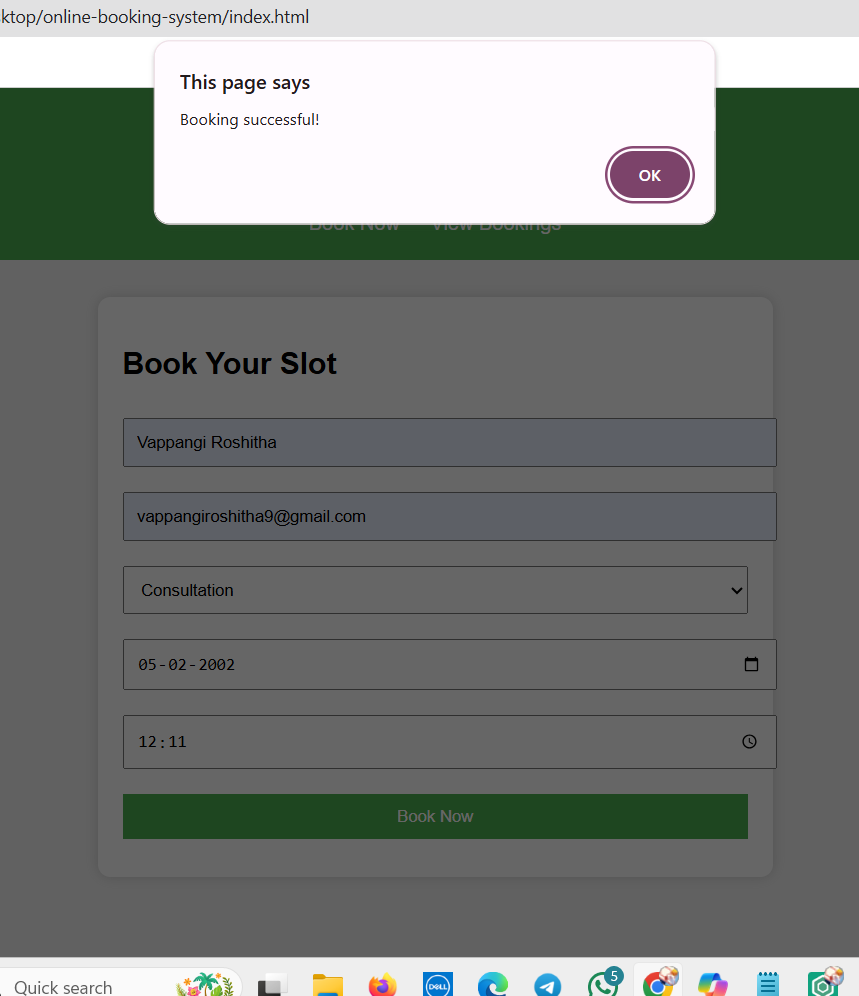 ktop/online-booking-system/index.html
This page says
Booking successful!
OK
Book Now View Bookings
Book Your Slot
Vappangi Roshitha
vappangiroshitha9@gmail.com
Consultation
05-02-2002
12:11
Book Now
Quick search
DELL
5